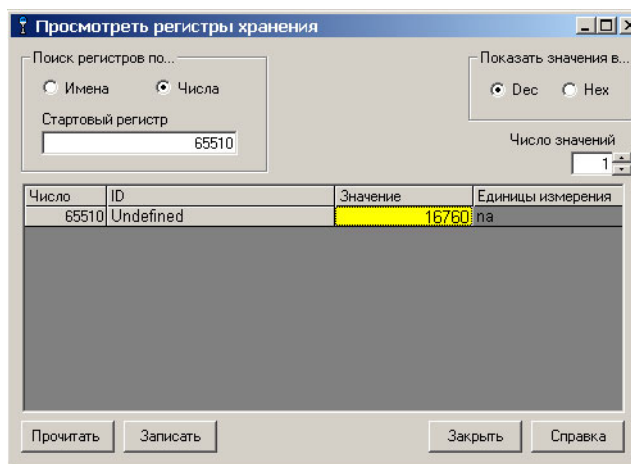 Просмотреть регистры хранения
Поиск регистров по...
Имена Числа
Стартовый регистр
65510
Показать значения в...
Dec Hex
Число значений
1
Число ID Значение Единицы измерения
65510 Undefined 16760 na
Прочитать Записать Закрыть Справка